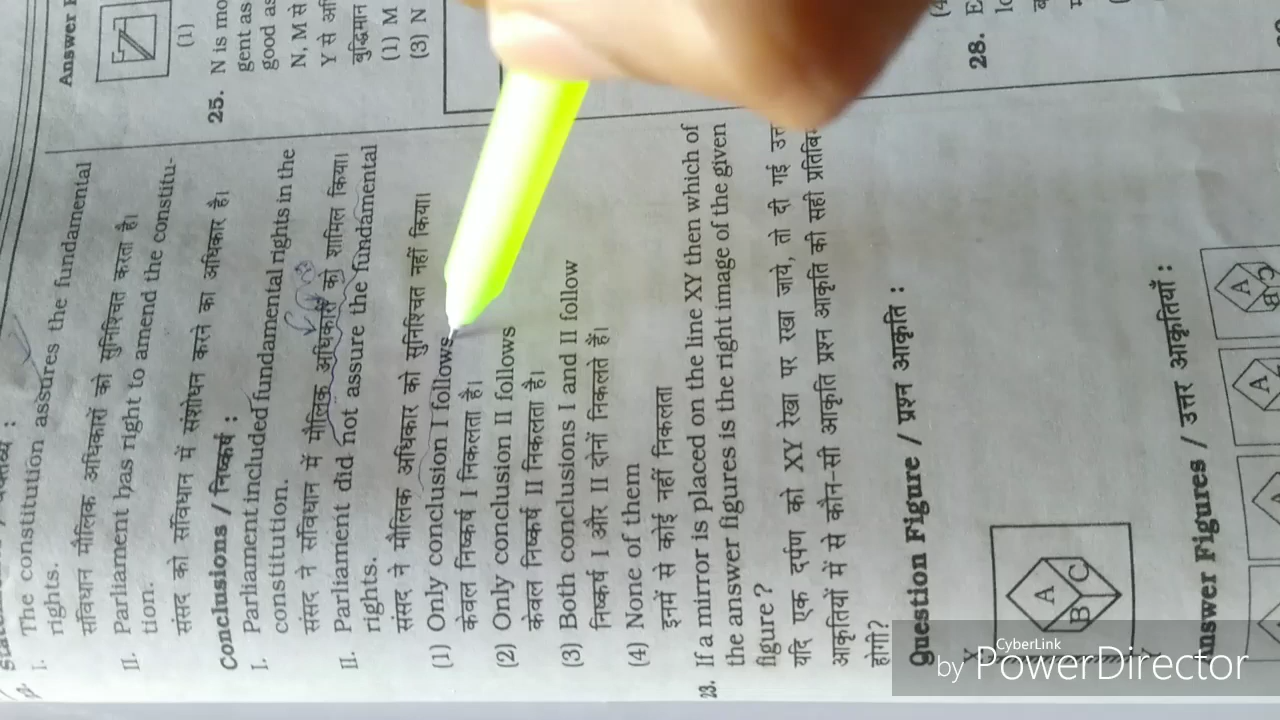 I. The constitution assures the fundamental
rights.
संविधान मौलिक अधिकारों को सुनिश्चित करता है।
II. Parliament has right to amend the constitu-
tion.
संसद को संविधान में संशोधन करने का अधिकार है।
Conclusions / निष्कर्ष :
I. Parliament included fundamental rights in the
constitution.
संसद ने संविधान में मौलिक अधिकारों को शामिल किया।
II. Parliament did not assure the fundamental
rights.
संसद ने मौलिक अधिकार को सुनिश्चित नहीं किया।
(1) Only conclusion I follows
केवल निष्कर्ष I निकलता है।
(2) Only conclusion II follows
केवल निष्कर्ष II निकलता है।
(3) Both conclusions I and II follow
निष्कर्ष I और II दोनों निकलते हैं।
(4) None of them
इनमें से कोई नहीं निकलता
23. If a mirror is placed on the line XY then which of
the answer figures is the right image of the given
figure ?
यदि एक दर्पण को XY रेखा पर रखा जाये, तो दी गई
आकृतियों में से कौन-सी आकृति प्रश्न आकृति की सही
होगी?
Question Figure / प्रश्न आकृति :
A
B C
Answer Figures / उत्तर आकृतियाँ :
A
A
A
Answer
(1)
25. N is
gent as
good as
N, M से
Y से
बुद्धिमान
(1) M
(3) N
28.
by CyberLink
PowerDirector